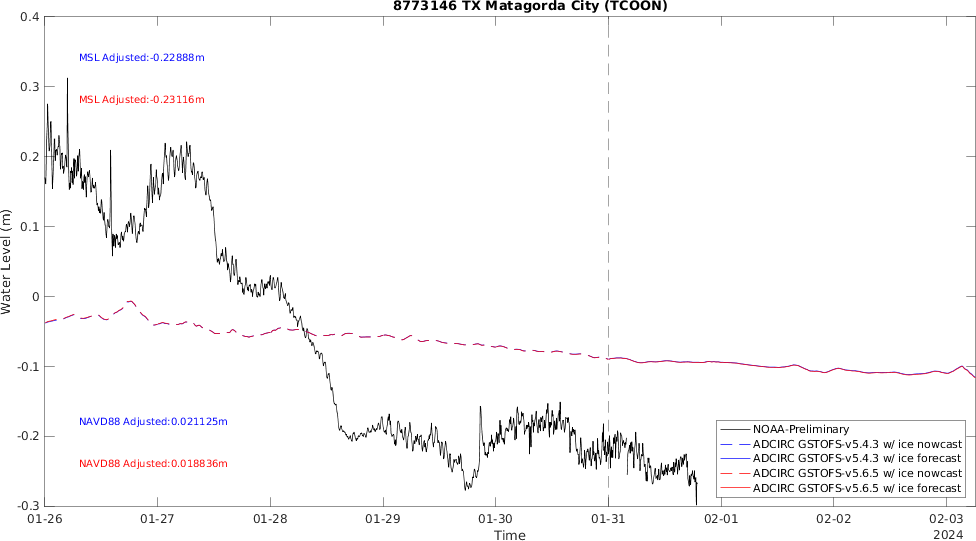 8773146 TX Matagorda City (TCOON)
0.4
0.3
0.2
0.1
0
-0.1
-0.2
-0.3
Water Level (m)
MSL Adjusted:-0.22888m
MSL Adjusted:-0.23116m
NAVD88 Adjusted:0.021125m
NAVD88 Adjusted:0.018836m
NOAA-Preliminary
ADCIRC GSTOFS-v5.4.3 w/ ice nowcast
ADCIRC GSTOFS-v5.4.3 w/ ice forecast
ADCIRC GSTOFS-v5.6.5 w/ ice nowcast
ADCIRC GSTOFS-v5.6.5 w/ ice forecast
01-26 01-27 01-28 01-29 01-30 01-31 02-01 02-02 02-03
2024
Time